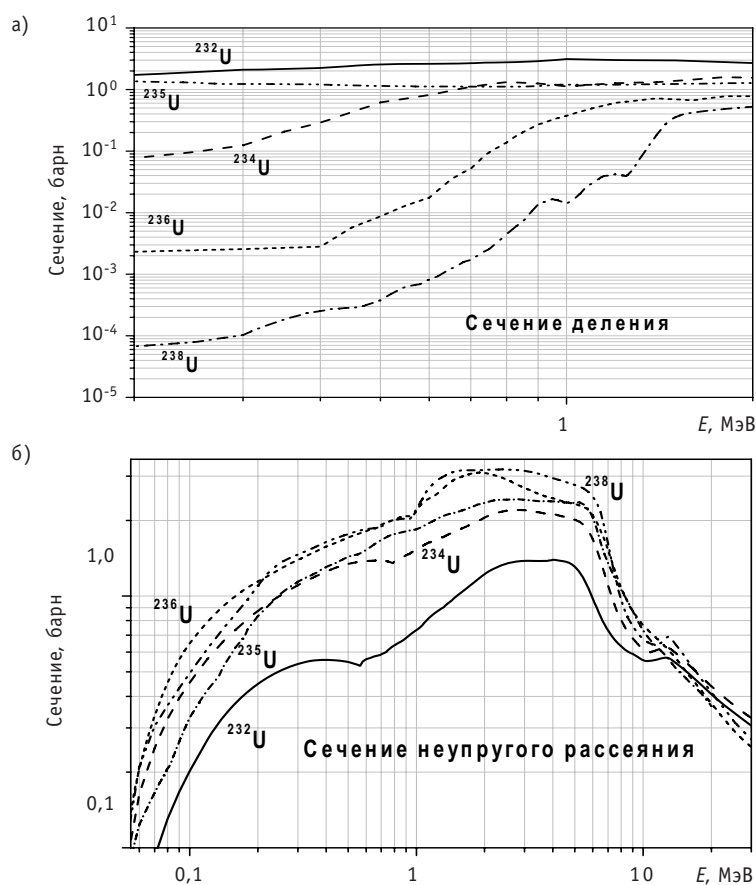 а)
Сечение, барн
10¹
10⁰
10⁻¹
10⁻²
10⁻³
10⁻⁴
10⁻⁵
²³²U
²³⁵U
²³⁴U
²³⁶U
²³⁸U
Сечение деления
1
E, МэВ
б)
Сечение, барн
1,0
0,1
²³⁸U
²³⁴U
²³⁶U
²³⁵U
²³²U
Сечение неупругого рассеяния
0,1 1 10 E, МэВ